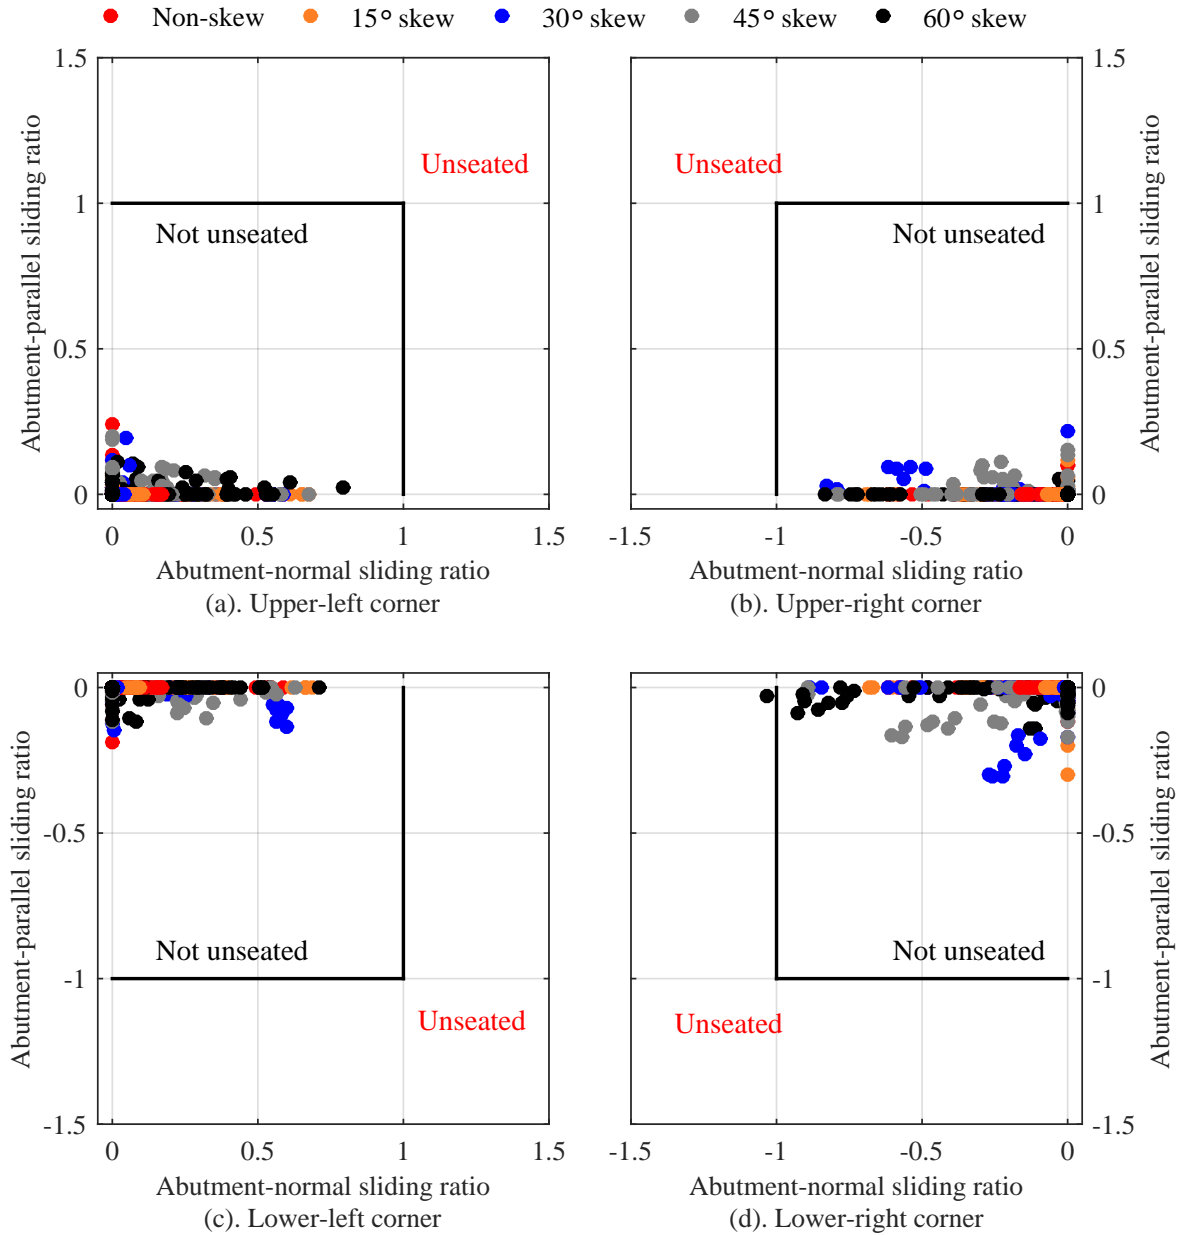 Non-skew 15° skew 30° skew 45° skew 60° skew
1.5
1
0.5
0
Abutment-parallel sliding ratio
Unseated
Not unseated
0 0.5 1 1.5
Abutment-normal sliding ratio
(a). Upper-left corner
1.5
1
0.5
0
Abutment-parallel sliding ratio
Unseated
Not unseated
-1.5 -1 -0.5 0
Abutment-normal sliding ratio
(b). Upper-right corner
0
-0.5
-1
-1.5
Abutment-parallel sliding ratio
Not unseated
Unseated
0 0.5 1 1.5
Abutment-normal sliding ratio
(c). Lower-left corner
0
-0.5
-1
-1.5
Abutment-parallel sliding ratio
Not unseated
Unseated
-1.5 -1 -0.5 0
Abutment-normal sliding ratio
(d). Lower-right corner